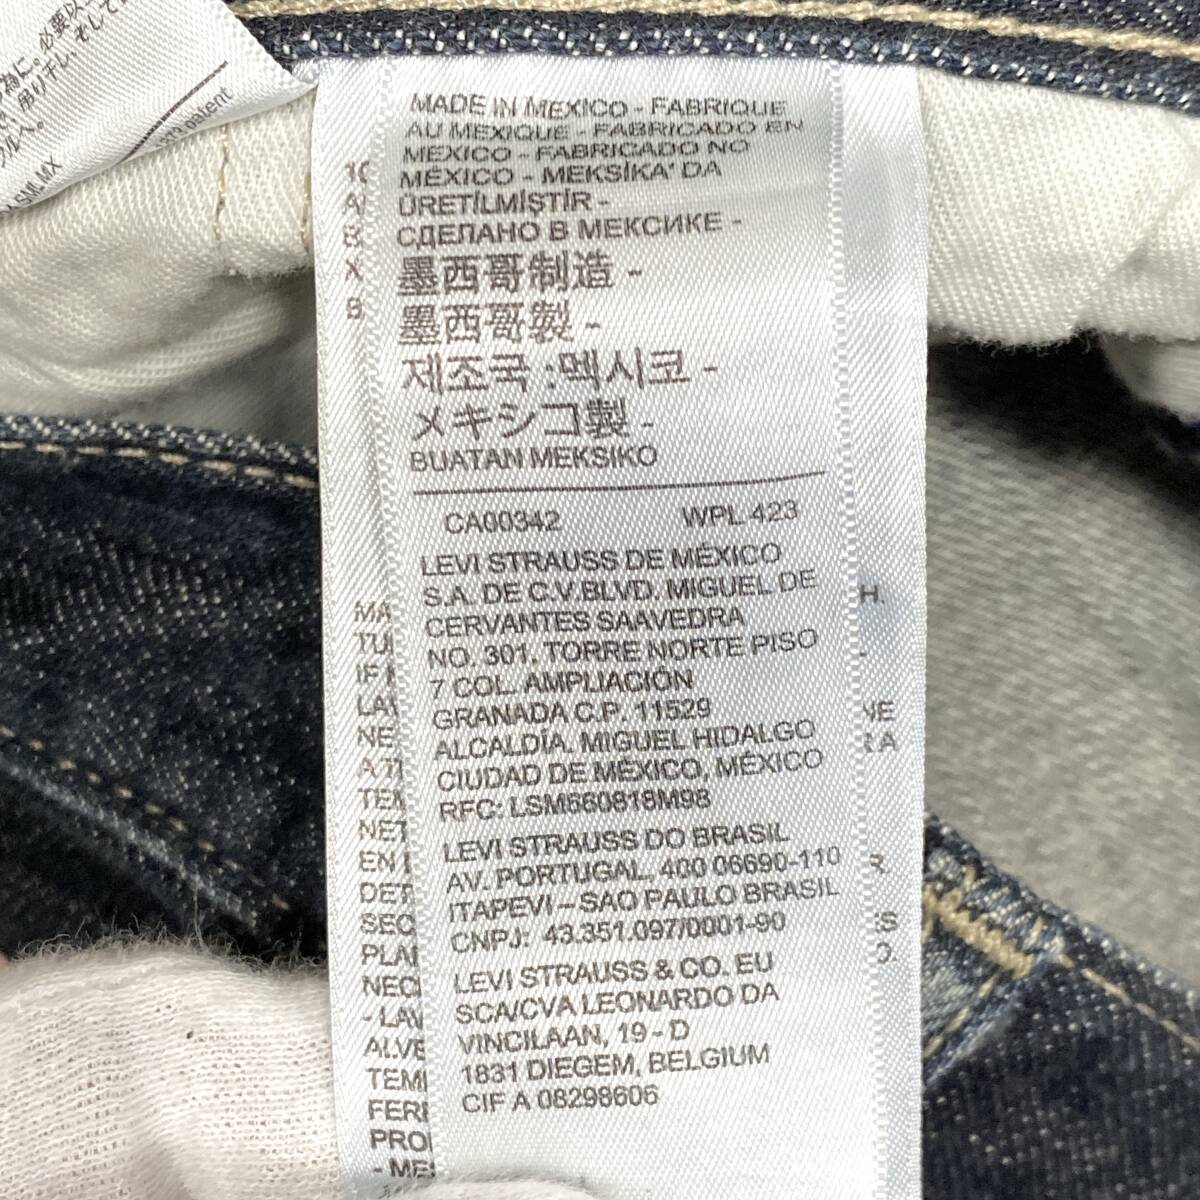 MADE IN MEXICO - FABRIQUE
AU MEXIQUE - FABRICADO EN
MÉXICO - FABRICADO NO
MÉXICO - MEKSİKA' DA
ÜRETİLMİŞTİR -
СДЕЛАНО В МЕКСИКЕ -
墨西哥制造 -
墨西哥製 -
제조국 :멕시코 -
メキシコ製 -
BUATAN MEKSIKO
CA00342 WPL 423
LEVI STRAUSS DE MÉXICO
S.A. DE C.V.BLVD. MIGUEL DE
CERVANTES SAAVEDRA
NO. 301. TORRE NORTE PISO
7 COL. AMPLIACIÓN
GRANADA C.P. 11529
ALCALDÍA. MIGUEL HIDALGO
CIUDAD DE MÉXICO, MÉXICO
RFC: LSM660818M98
LEVI STRAUSS DO BRASIL
AV. PORTUGAL, 400 06690-110
ITAPEVI – SAO PAULO BRASIL
CNPJ: 43.351.097/0001-90
LEVI STRAUSS & CO. EU
SCA/CVA LEONARDO DA
VINCILAAN, 19 - D
1831 DIEGEM, BELGIUM
CIF A 08298606